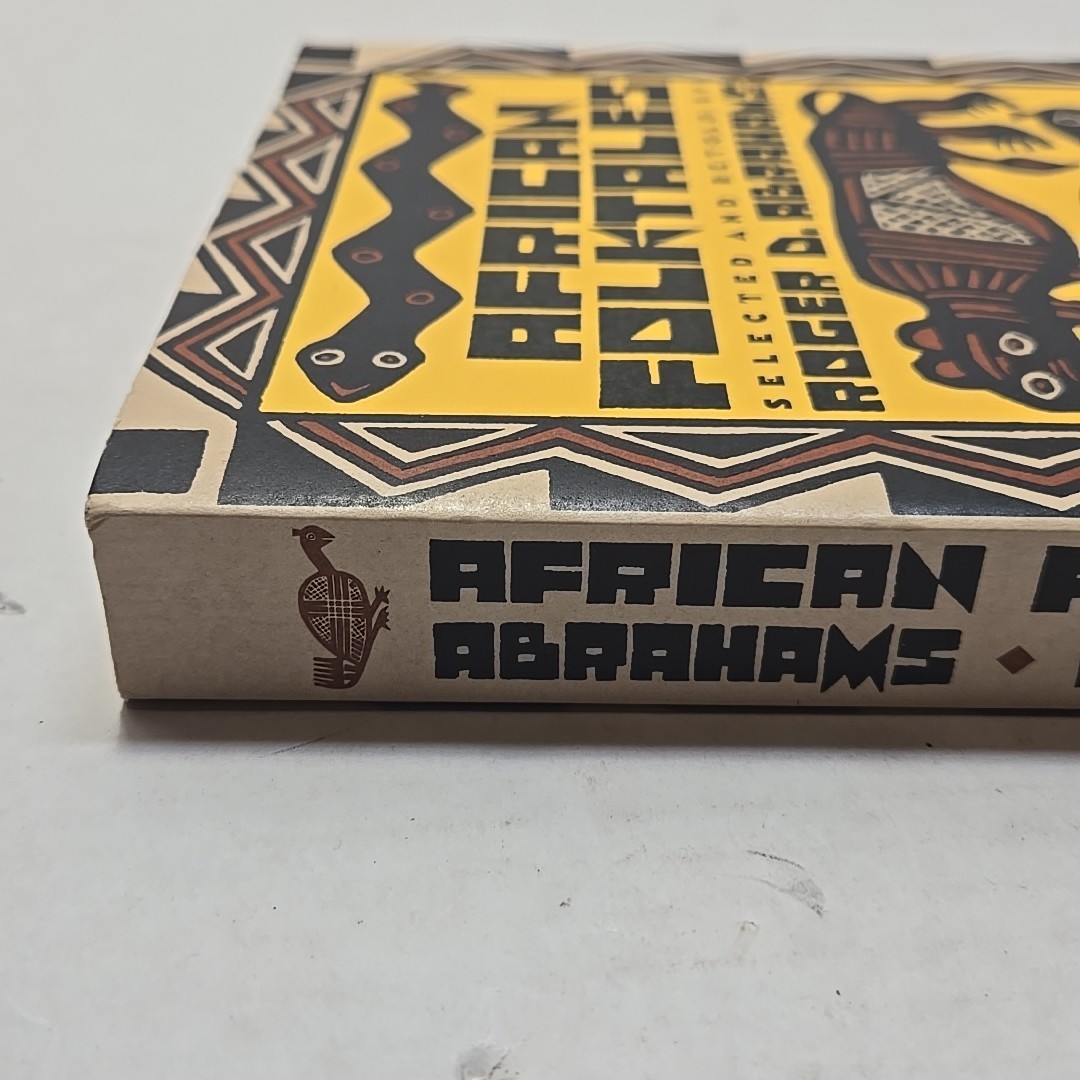 AFRICAN
FOLKTALES
SELECTED AND RETOLD BY
ROGER D. ABRAHAMS
AFRICAN
ABRAHAMS